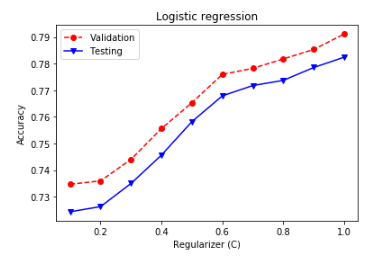 Logistic regression
Validation
Testing
Accuracy
0.79
0.78
0.77
0.76
0.75
0.74
0.73
0.2 0.4 0.6 0.8 1.0
Regularizer (C)